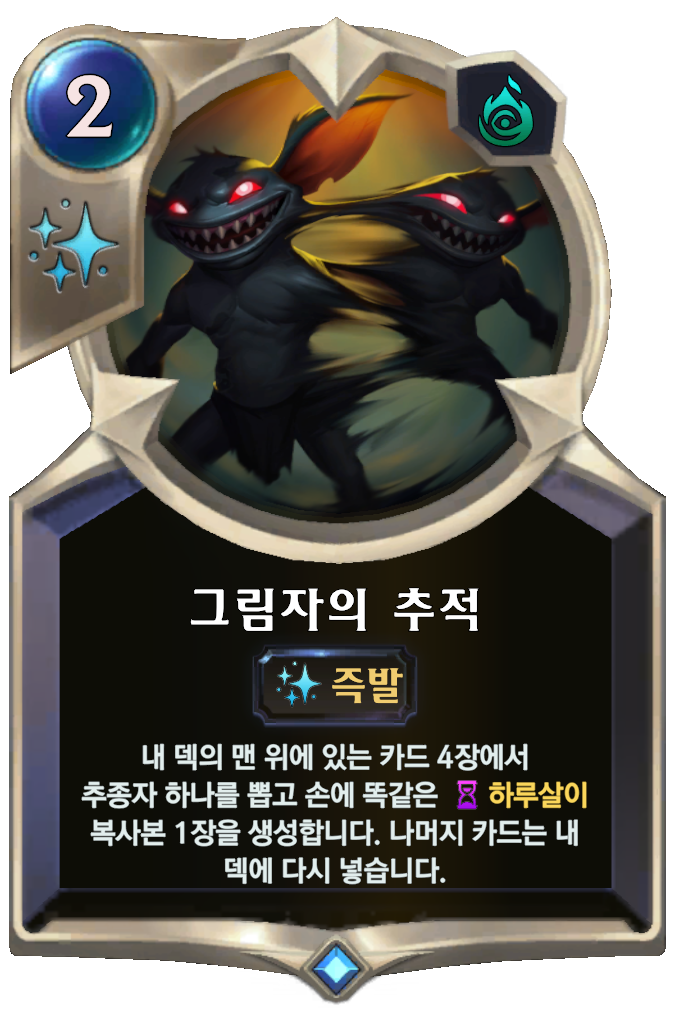 2
그림자의 추적
즉발
내 덱의 맨 위에 있는 카드 4장에서
추종자 하나를 뽑고 손에 똑같은 하루살이
복사본 1장을 생성합니다. 나머지 카드는 내
덱에 다시 넣습니다.